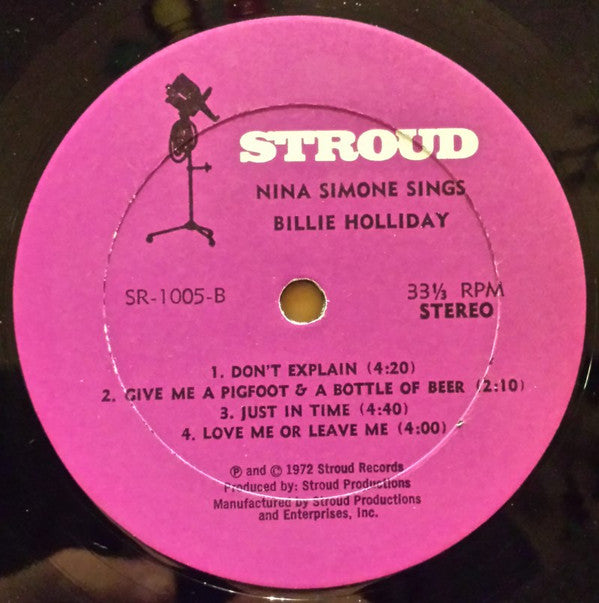 STROUD
NINA SIMONE SINGS
BILLIE HOLLIDAY
SR-1005-B
33⅓ RPM
STEREO
1. DON'T EXPLAIN (4:20)
2. GIVE ME A PIGFOOT & A BOTTLE OF BEER (2:10)
3. JUST IN TIME (4:40)
4. LOVE ME OR LEAVE ME (4:00)
℗ and © 1972 Stroud Records
Produced by: Stroud Productions
Manufactured by Stroud Productions
and Enterprises, Inc.